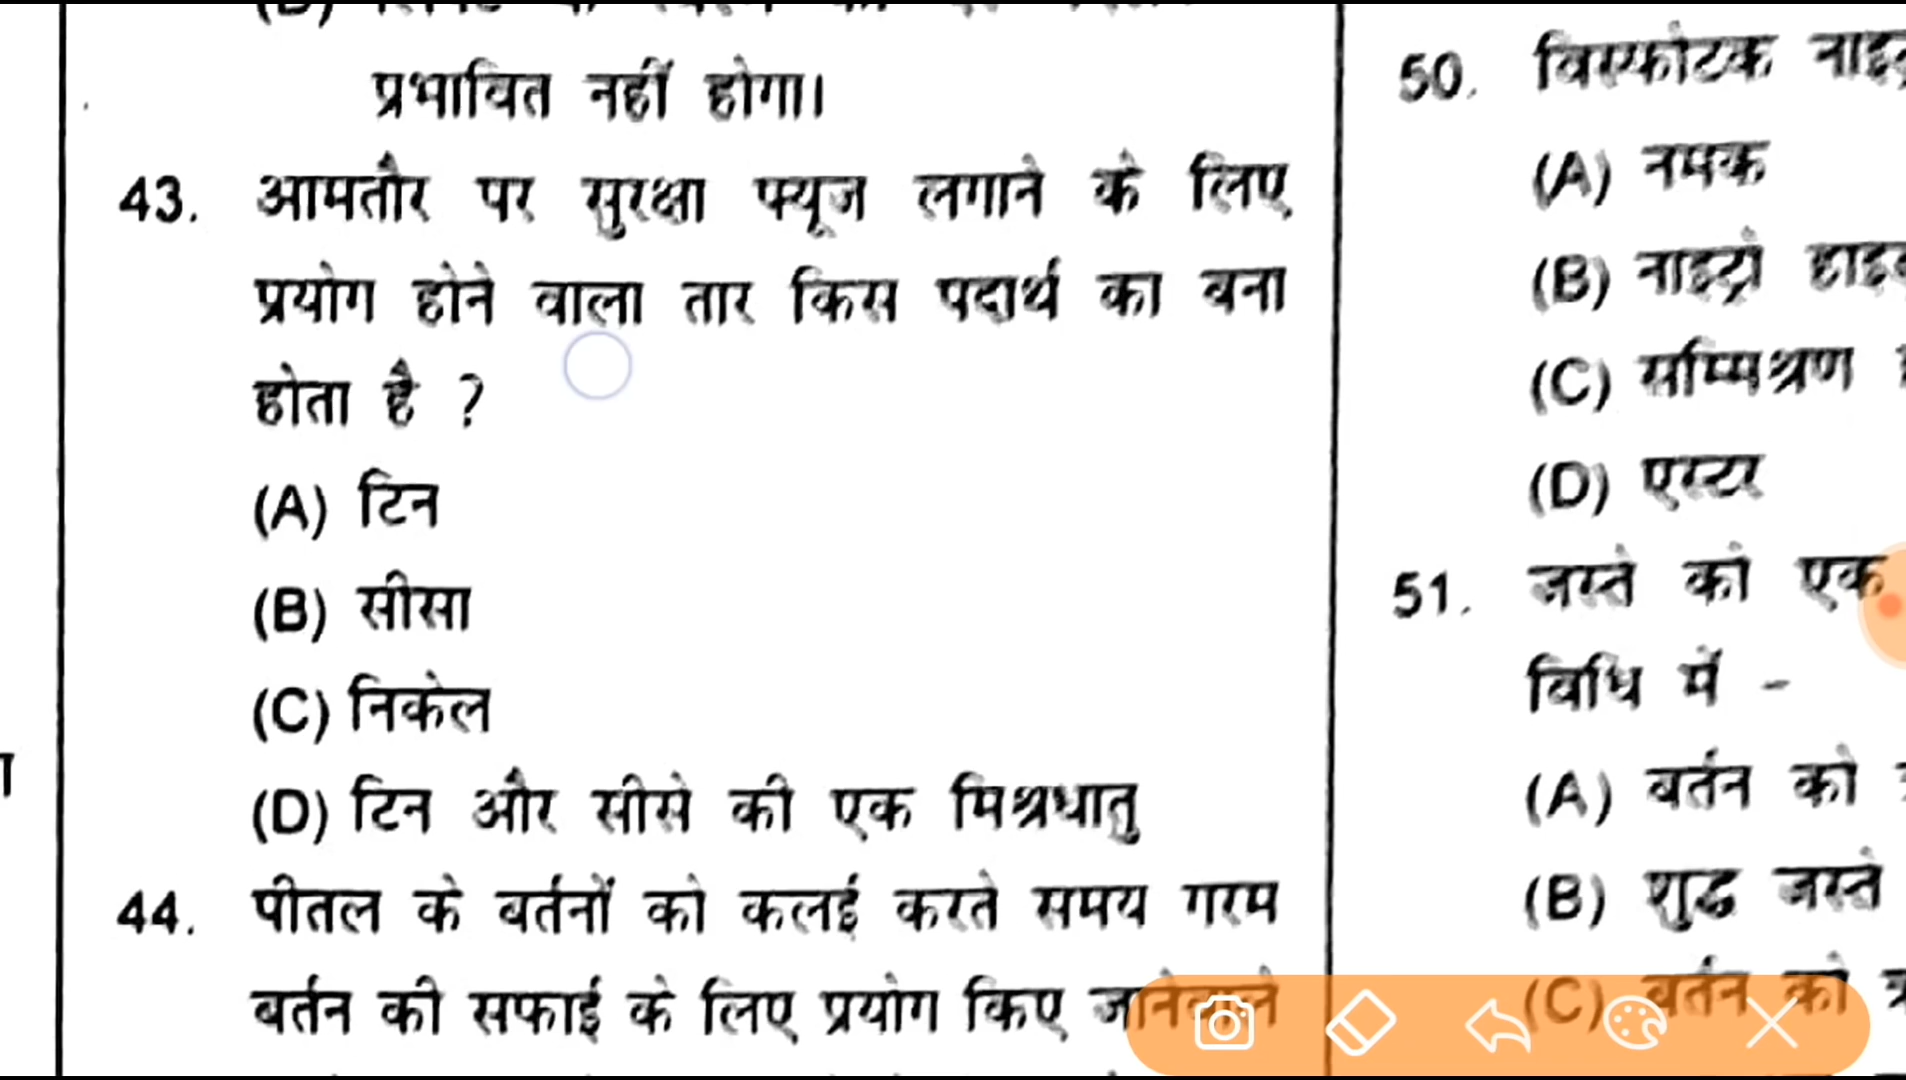 प्रभावित नहीं होगा।
43. आमतौर पर सुरक्षा फ्यूज लगाने के लिए
प्रयोग होने वाला तार किस पदार्थ का बना
होता है ?
(A) टिन
(B) सीसा
(C) निकेल
(D) टिन और सीसे की एक मिश्रधातु
44. पीतल के बर्तनों को कलई करते समय गरम
बर्तन की सफाई के लिए प्रयोग किए जानेवाले
50. विस्फोटक
(A) नमक
(B) नाइट्रो
(C) सम्मिश्रण
(D) एस्टर
51. जस्ते को एक
विधि में -
(A) बर्तन को
(B) शुद्ध जस्ते
(C) बर्तन को